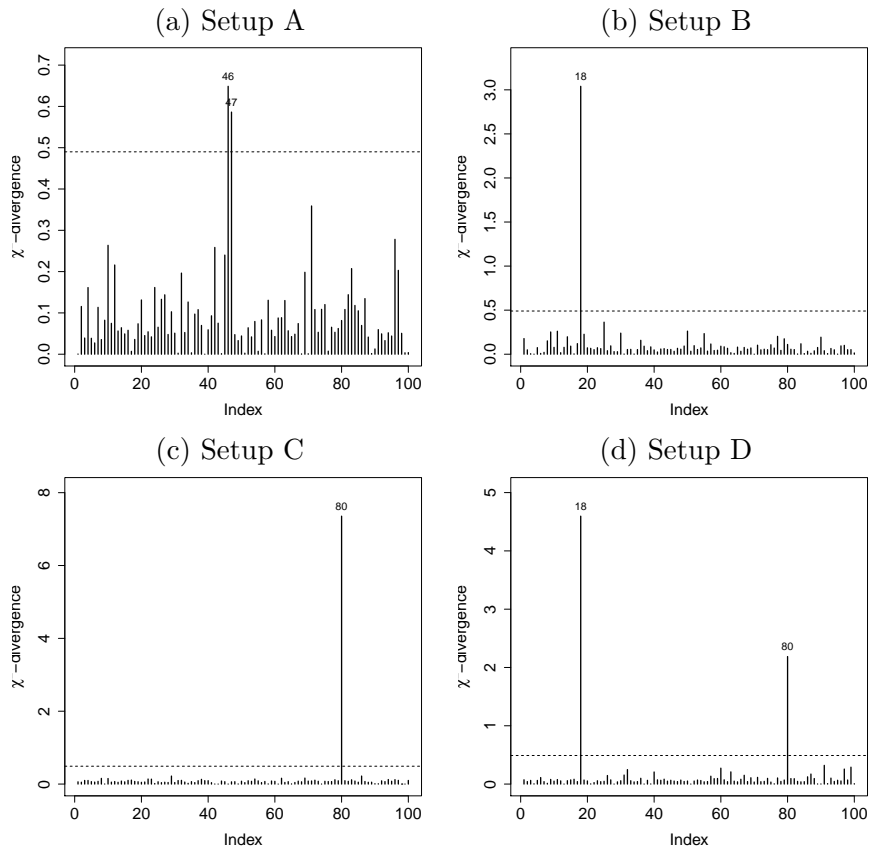 (a) Setup A
0.0 0.1 0.2 0.3 0.4 0.5 0.6 0.7
χ -divergence
46
47
0 20 40 60 80 100
Index
(b) Setup B
0.0 0.5 1.0 1.5 2.0 2.5 3.0
χ -divergence
18
0 20 40 60 80 100
Index
(c) Setup C
0 2 4 6 8
χ -divergence
80
0 20 40 60 80 100
Index
(d) Setup D
0 1 2 3 4 5
χ -divergence
18
80
0 20 40 60 80 100
Index